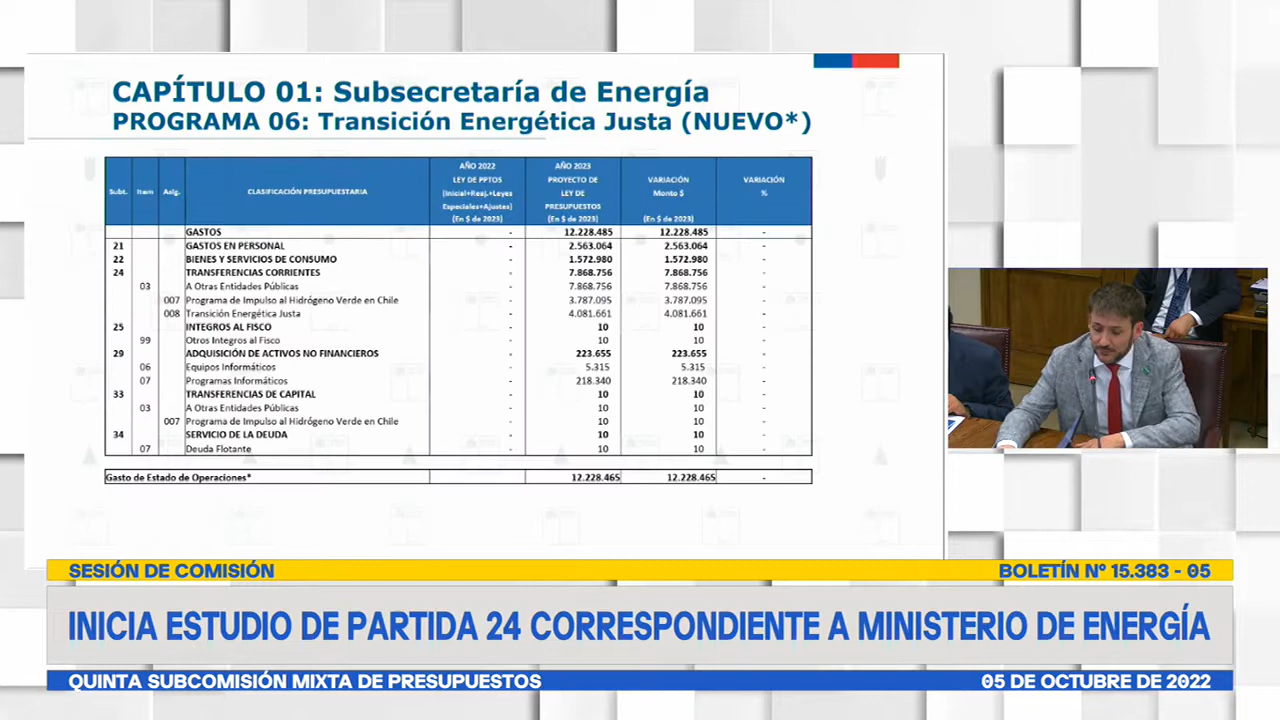 CAPÍTULO 01: Subsecretaría de Energía
PROGRAMA 06: Transición Energética Justa (NUEVO*)
Subt. Item Asig. CLASIFICACIÓN PRESUPUESTARIA AÑO 2022 LEY DE PPTOS (Inicial+Reaj.+Leyes Especiales+Ajustes) (En $ de 2023) AÑO 2023 PROYECTO DE LEY DE PRESUPUESTOS (En $ de 2023) VARIACIÓN Monto $ (En $ de 2023) VARIACIÓN %
GASTOS - 12.228.485 12.228.485 -
21 GASTOS EN PERSONAL - 2.563.064 2.563.064 -
22 BIENES Y SERVICIOS DE CONSUMO - 1.572.980 1.572.980 -
24 TRANSFERENCIAS CORRIENTES - 7.868.756 7.868.756 -
03 A Otras Entidades Públicas - 7.868.756 7.868.756 -
007 Programa de Impulso al Hidrógeno Verde en Chile - 3.787.095 3.787.095 -
008 Transición Energética Justa - 4.081.661 4.081.661 -
25 INTEGROS AL FISCO - 10 10 -
99 Otros Integros al Fisco - 10 10 -
29 ADQUISICIÓN DE ACTIVOS NO FINANCIEROS - 223.655 223.655 -
06 Equipos Informáticos - 5.315 5.315 -
07 Programas Informáticos - 218.340 218.340 -
33 TRANSFERENCIAS DE CAPITAL - 10 10 -
03 A Otras Entidades Públicas - 10 10 -
007 Programa de Impulso al Hidrógeno Verde en Chile - 10 10 -
34 SERVICIO DE LA DEUDA - 10 10 -
07 Deuda Flotante - 10 10 -
Gasto de Estado de Operaciones* 12.228.465 12.228.465 -
SESIÓN DE COMISIÓN BOLETÍN N° 15.383 - 05
INICIA ESTUDIO DE PARTIDA 24 CORRESPONDIENTE A MINISTERIO DE ENERGÍA
QUINTA SUBCOMISIÓN MIXTA DE PRESUPUESTOS 05 DE OCTUBRE DE 2022